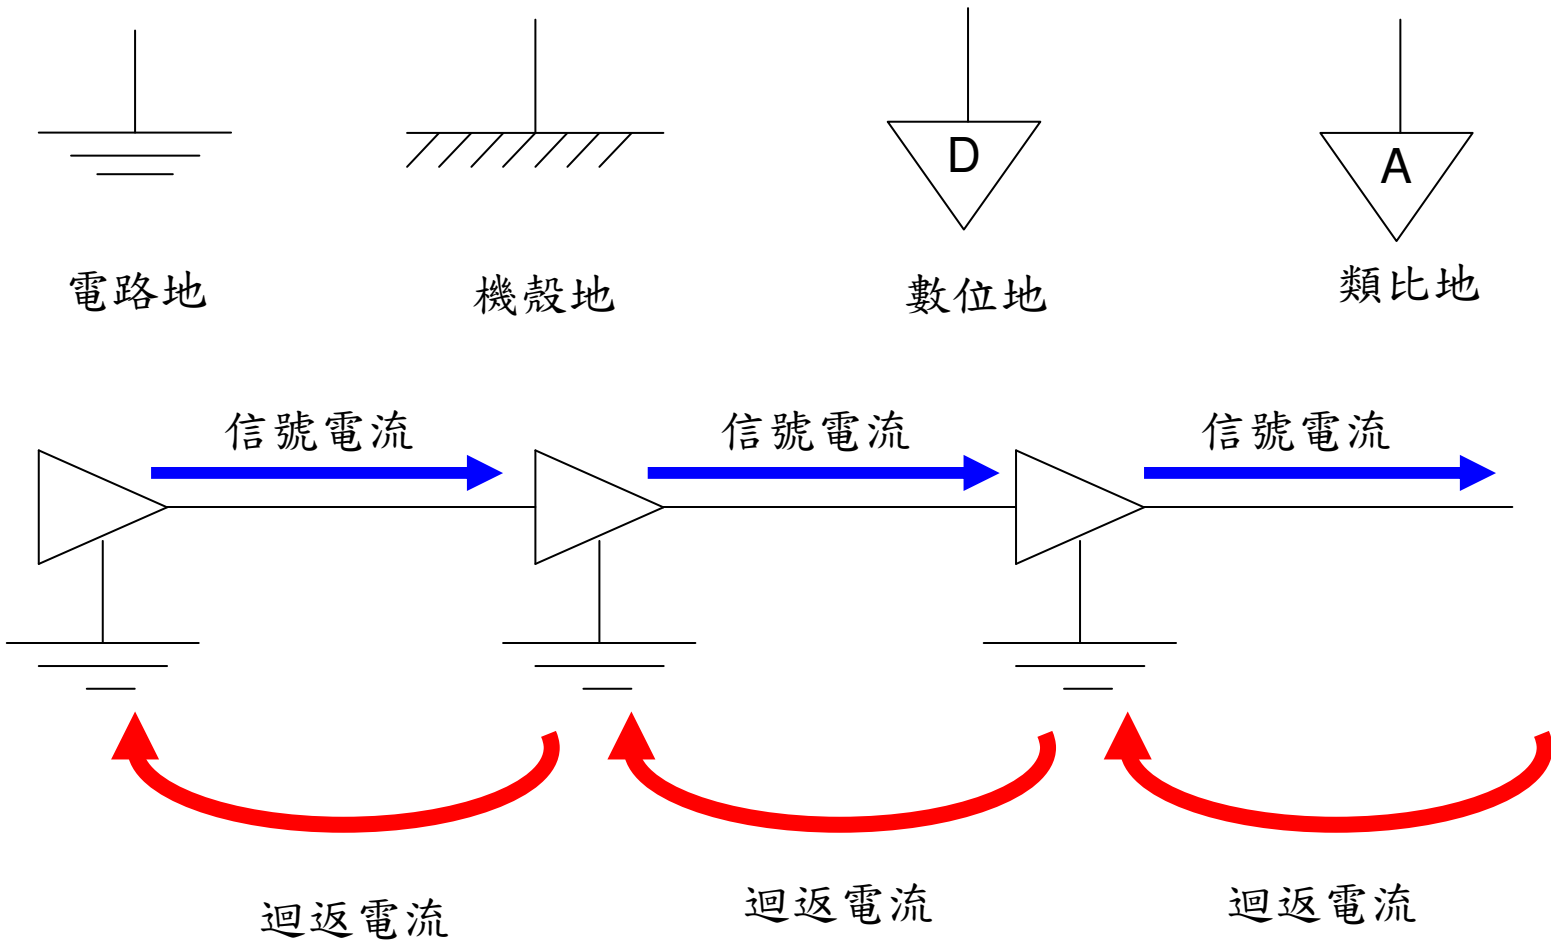 D
A
電路地
機殼地
數位地
類比地
信號電流
信號電流
信號電流
迴返電流
迴返電流
迴返電流